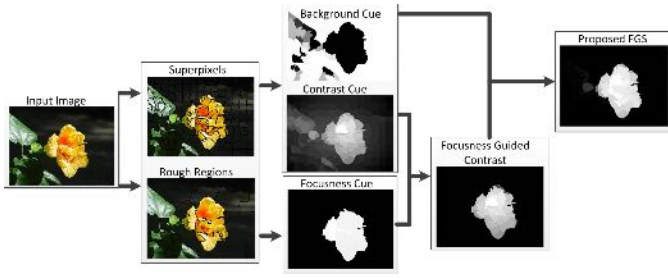 Background Cue
Proposed FGS
Superpixels
Contrast Cue
Input Image
Focusness Guided
Contrast
Rough Regions
Focusness Cue